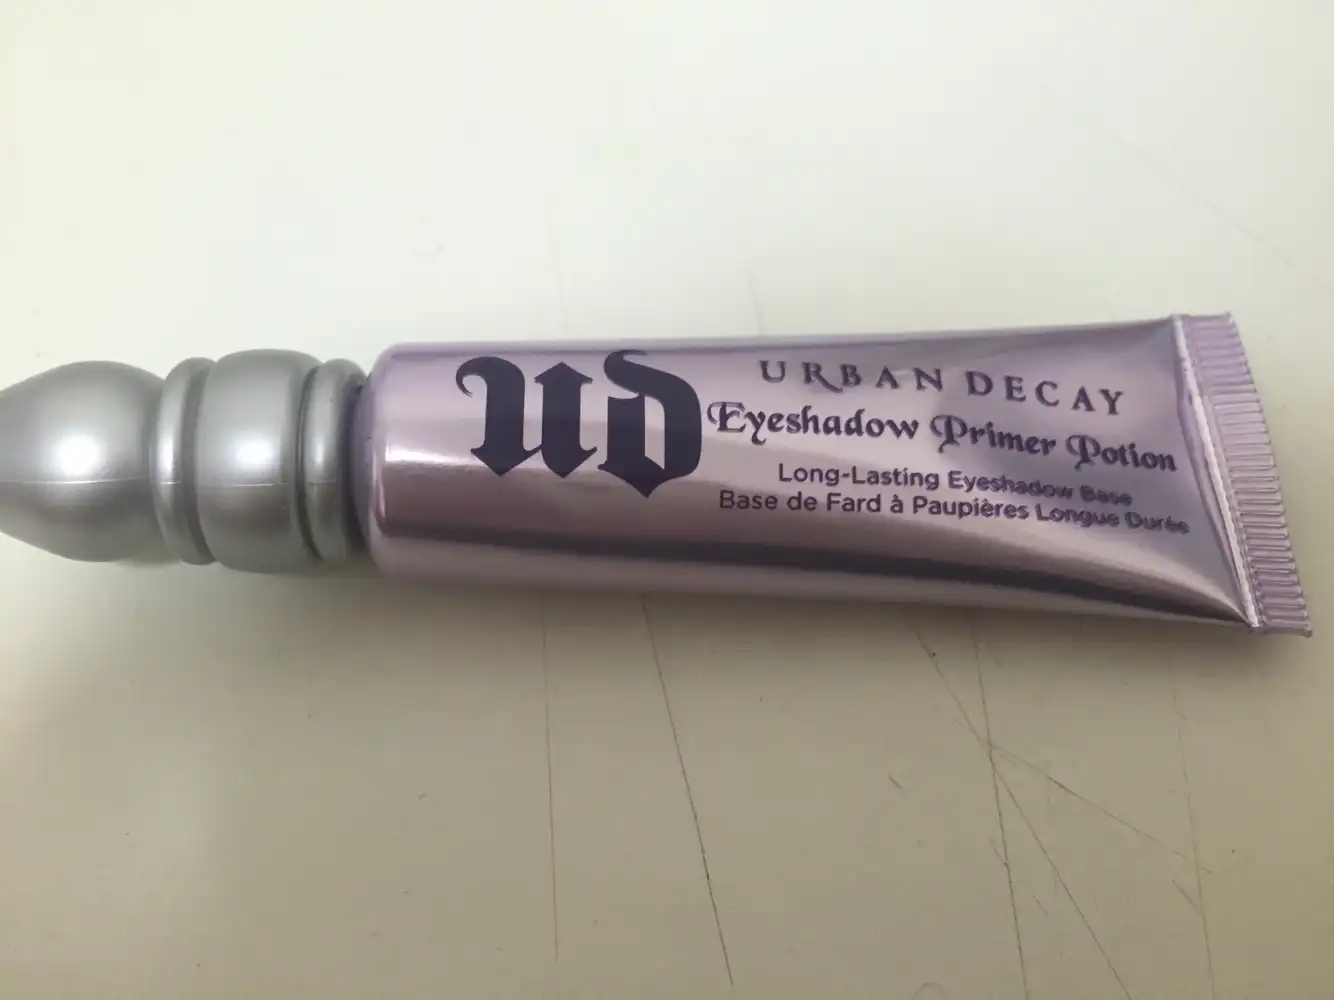 UD
URBAN DECAY
Eyeshadow Primer Potion
Long-Lasting Eyeshadow Base
Base de Fard à Paupières Longue Durée